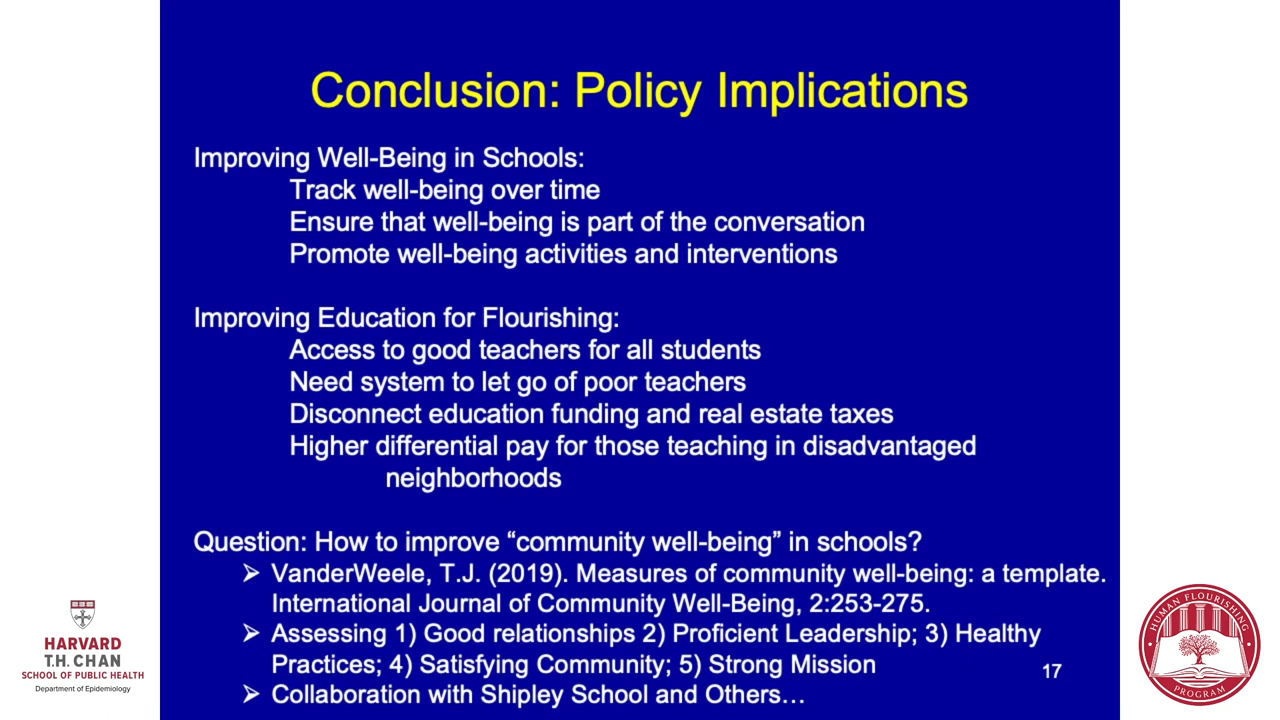 Conclusion: Policy Implications
Improving Well-Being in Schools:
Track well-being over time
Ensure that well-being is part of the conversation
Promote well-being activities and interventions
Improving Education for Flourishing:
Access to good teachers for all students
Need system to let go of poor teachers
Disconnect education funding and real estate taxes
Higher differential pay for those teaching in disadvantaged
neighborhoods
Question: How to improve “community well-being” in schools?
➢ VanderWeele, T.J. (2019). Measures of community well-being: a template.
International Journal of Community Well-Being, 2:253-275.
➢ Assessing 1) Good relationships 2) Proficient Leadership; 3) Healthy
Practices; 4) Satisfying Community; 5) Strong Mission
➢ Collaboration with Shipley School and Others…
17
HARVARD
T.H. CHAN
SCHOOL OF PUBLIC HEALTH
Department of Epidemiology
HUMAN FLOURISHING
PROGRAM